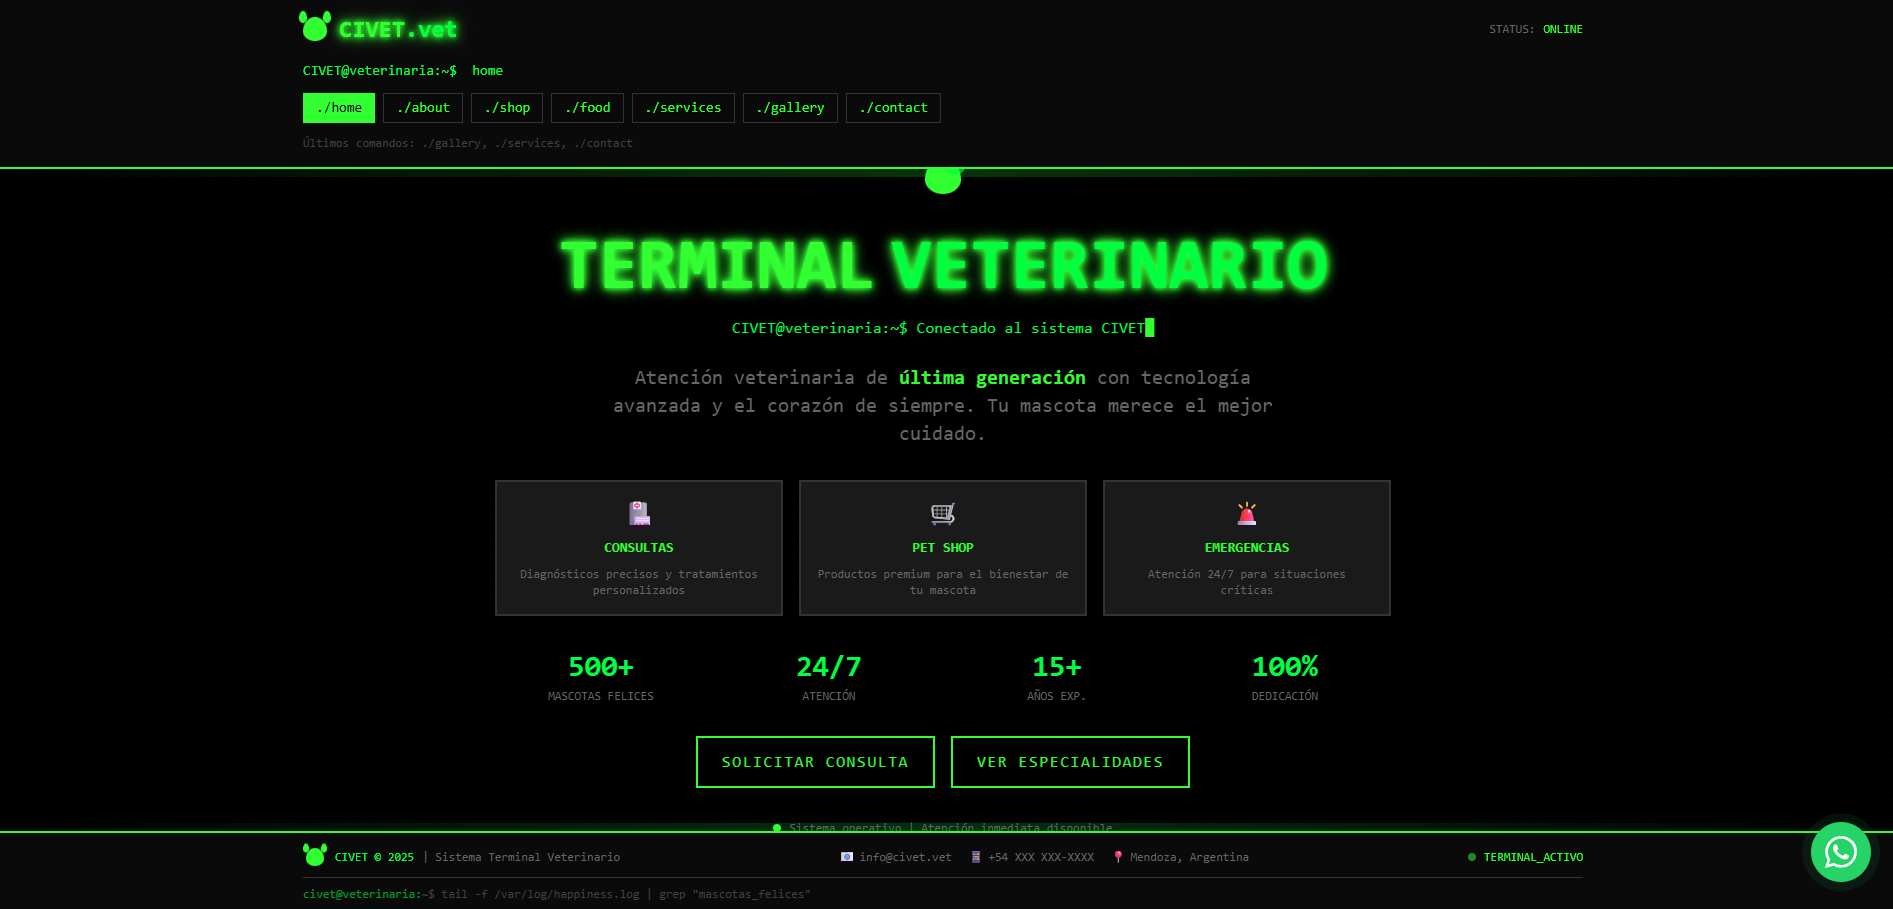 CIVET.vet
STATUS: ONLINE
CIVET@veterinaria:~$ home
./home ./about ./shop ./food ./services ./gallery ./contact
Últimos comandos: ./gallery, ./services, ./contact
TERMINAL VETERINARIO
CIVET@veterinaria:~$ Conectado al sistema CIVET
Atención veterinaria de última generación con tecnología
avanzada y el corazón de siempre. Tu mascota merece el mejor
cuidado.
CONSULTAS
Diagnósticos precisos y tratamientos
personalizados
PET SHOP
Productos premium para el bienestar de
tu mascota
EMERGENCIAS
Atención 24/7 para situaciones
críticas
500+
MASCOTAS FELICES
24/7
ATENCIÓN
15+
AÑOS EXP.
100%
DEDICACIÓN
SOLICITAR CONSULTA
VER ESPECIALIDADES
Sistema operativo | Atención inmediata disponible
CIVET © 2025 | Sistema Terminal Veterinario
info@civet.vet
+54 XXX XXX-XXXX
Mendoza, Argentina
TERMINAL_ACTIVO
civet@veterinaria:~$ tail -f /var/log/happiness.log | grep "mascotas_felices"